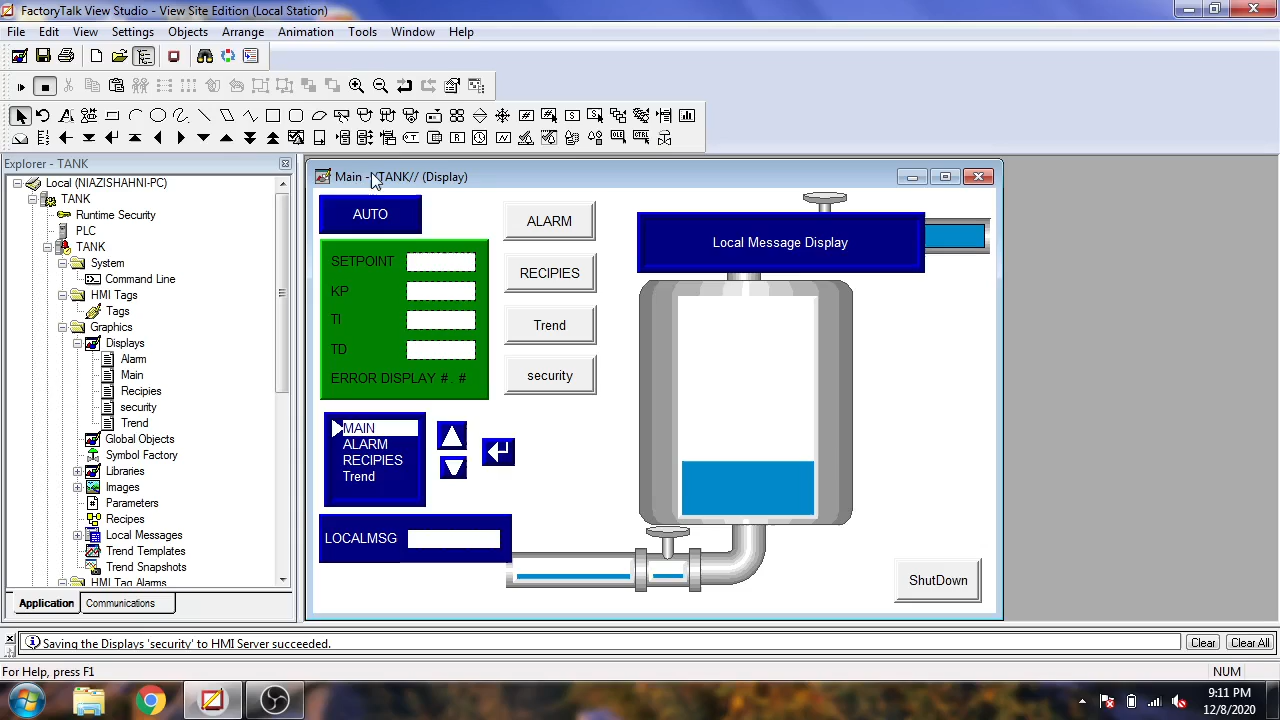 FactoryTalk View Studio - View Site Edition (Local Station)
File Edit View Settings Objects Arrange Animation Tools Window Help
Explorer - TANK
Local (NIAZISHAHNI-PC)
TANK
Runtime Security
PLC
TANK
System
Command Line
HMI Tags
Tags
Graphics
Displays
Alarm
Main
Recipies
security
Trend
Global Objects
Symbol Factory
Libraries
Images
Parameters
Recipes
Local Messages
Trend Templates
Trend Snapshots
HMI Tag Alarms
Application Communications
Main - /TANK// (Display)
AUTO
SETPOINT
KP
TI
TD
ERROR DISPLAY # . #
ALARM
RECIPIES
Trend
security
Local Message Display
MAIN
ALARM
RECIPIES
Trend
LOCALMSG
ShutDown
Saving the Displays 'security' to HMI Server succeeded.
Clear Clear All
For Help, press F1
NUM
9:11 PM
12/8/2020